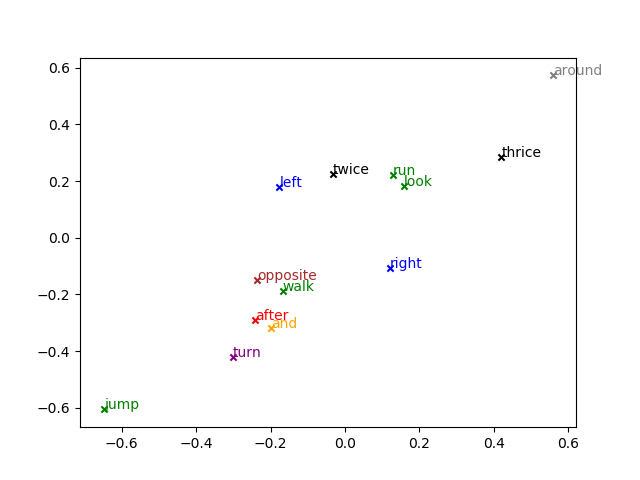 around
thrice
twice
run
look
left
right
opposite
walk
after
and
turn
jump
0.6
0.4
0.2
0.0
−0.2
−0.4
−0.6
−0.6 −0.4 −0.2 0.0 0.2 0.4 0.6